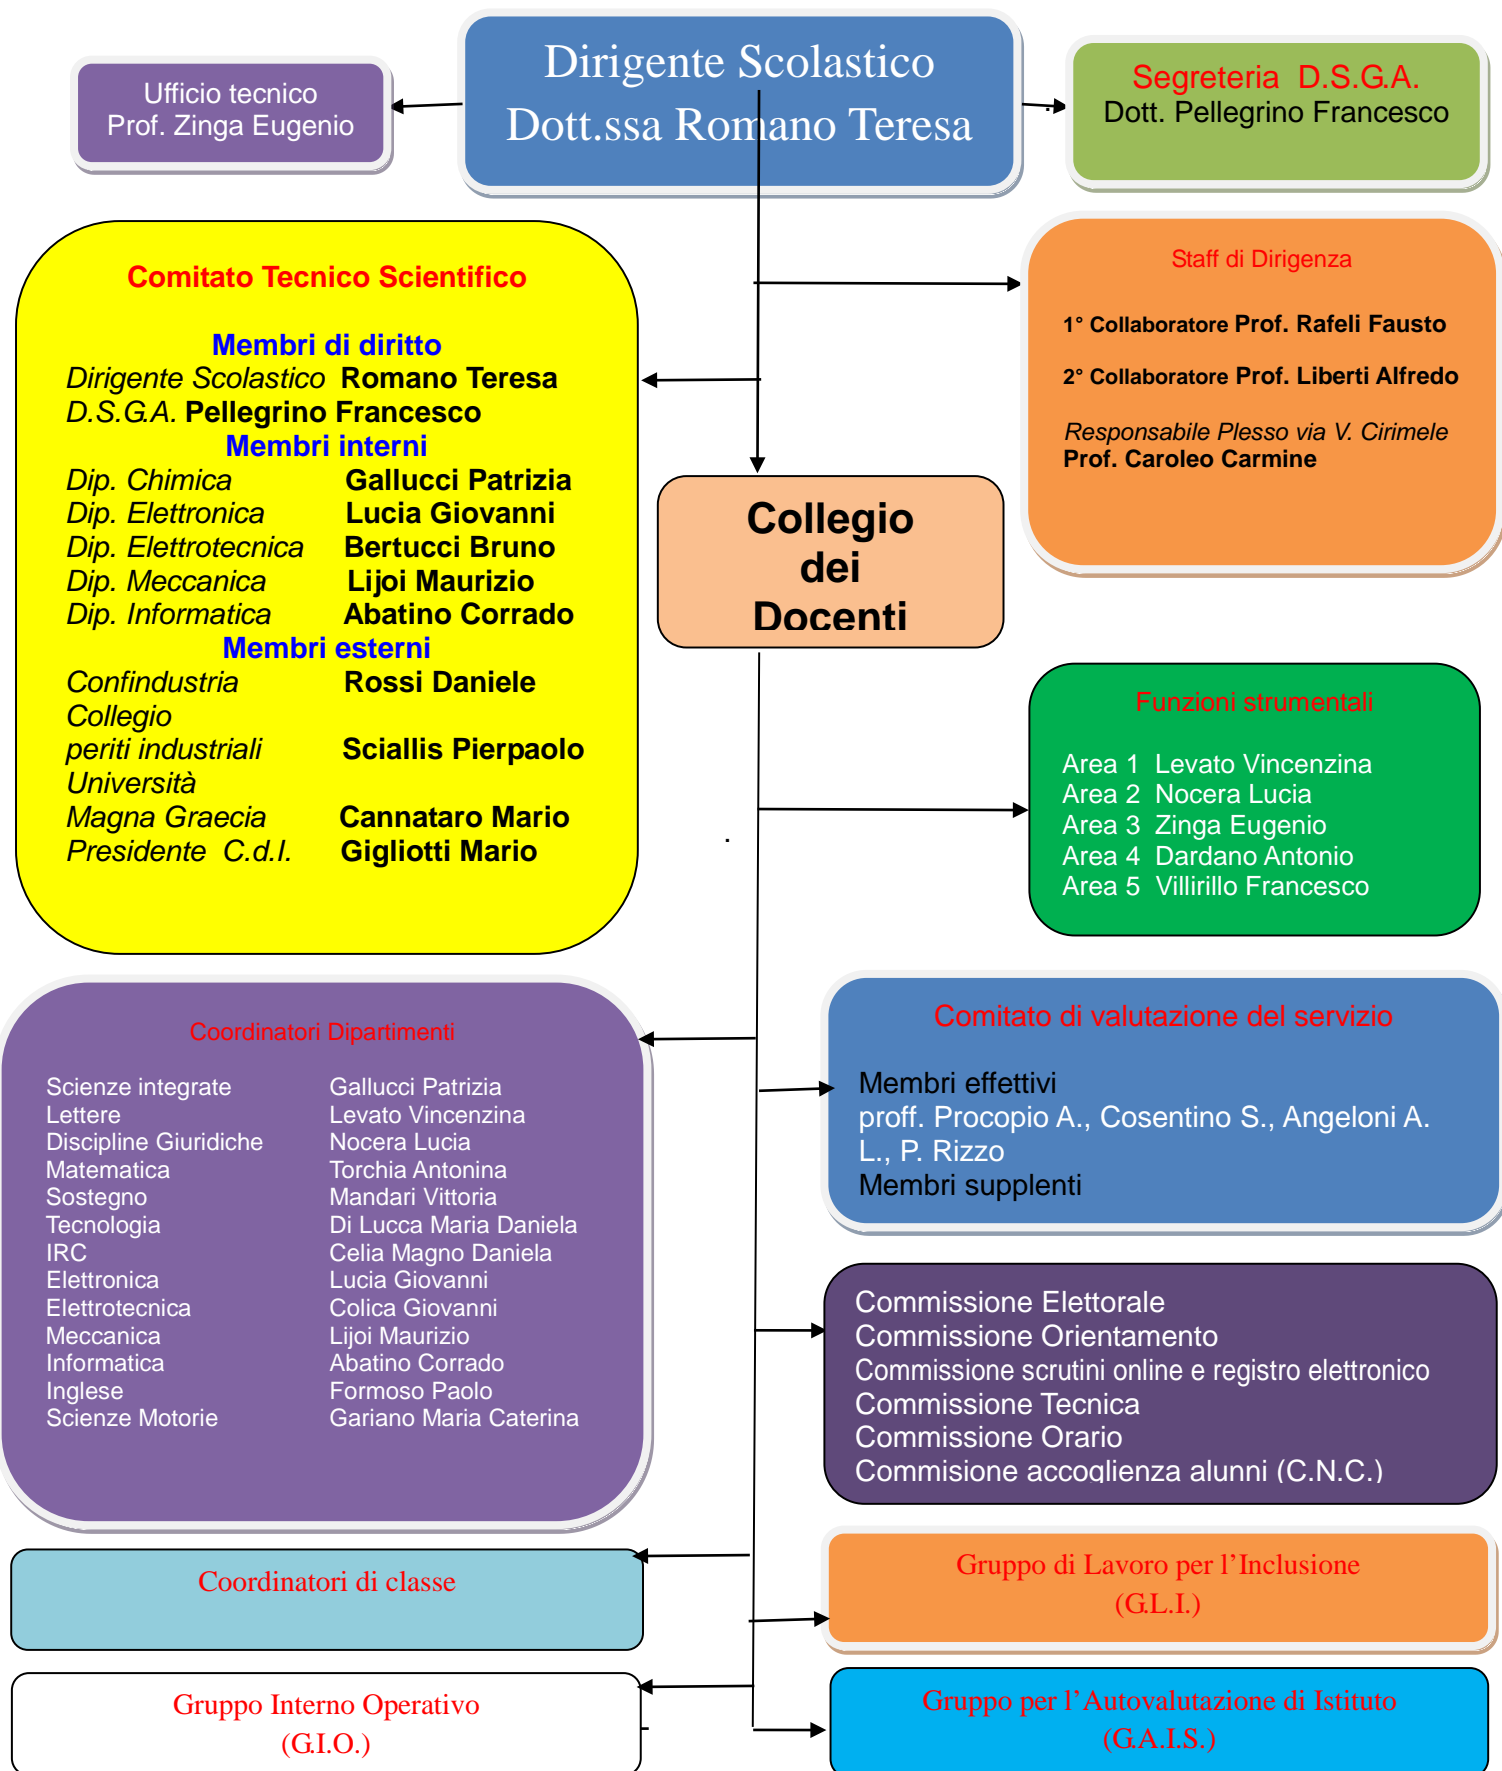 Dirigente Scolastico
Dott.ssa Romano Teresa
Ufficio tecnico
Prof. Zinga Eugenio
Segreteria D.S.G.A.
Dott. Pellegrino Francesco
Comitato Tecnico Scientifico
Membri di diritto
Dirigente Scolastico Romano Teresa
D.S.G.A. Pellegrino Francesco
Membri interni
Dip. Chimica Gallucci Patrizia
Dip. Elettronica Lucia Giovanni
Dip. Elettrotecnica Bertucci Bruno
Dip. Meccanica Lijoi Maurizio
Dip. Informatica Abatino Corrado
Membri esterni
Confindustria Rossi Daniele
Collegio
periti industriali Sciallis Pierpaolo
Università
Magna Graecia Cannataro Mario
Presidente C.d.I. Gigliotti Mario
Staff di Dirigenza
1° Collaboratore Prof. Rafeli Fausto
2° Collaboratore Prof. Liberti Alfredo
Responsabile Plesso via V. Cirimele
Prof. Caroleo Carmine
Collegio
dei
Docenti
Funzioni strumentali
Area 1 Levato Vincenzina
Area 2 Nocera Lucia
Area 3 Zinga Eugenio
Area 4 Dardano Antonio
Area 5 Villirillo Francesco
Coordinatori Dipartimenti
Scienze integrate Gallucci Patrizia
Lettere Levato Vincenzina
Discipline Giuridiche Nocera Lucia
Matematica Torchia Antonina
Sostegno Mandari Vittoria
Tecnologia Di Lucca Maria Daniela
IRC Celia Magno Daniela
Elettronica Lucia Giovanni
Elettrotecnica Colica Giovanni
Meccanica Lijoi Maurizio
Informatica Abatino Corrado
Inglese Formoso Paolo
Scienze Motorie Gariano Maria Caterina
Comitato di valutazione del servizio
Membri effettivi
proff. Procopio A., Cosentino S., Angeloni A.
L., P. Rizzo
Membri supplenti
Commissione Elettorale
Commissione Orientamento
Commissione scrutini online e registro elettronico
Commissione Tecnica
Commissione Orario
Commisione accoglienza alunni (C.N.C.)
Coordinatori di classe
Gruppo di Lavoro per l'Inclusione
(G.L.I.)
Gruppo Interno Operativo
(G.I.O.)
Gruppo per l'Autovalutazione di Istituto
(G.A.I.S.)